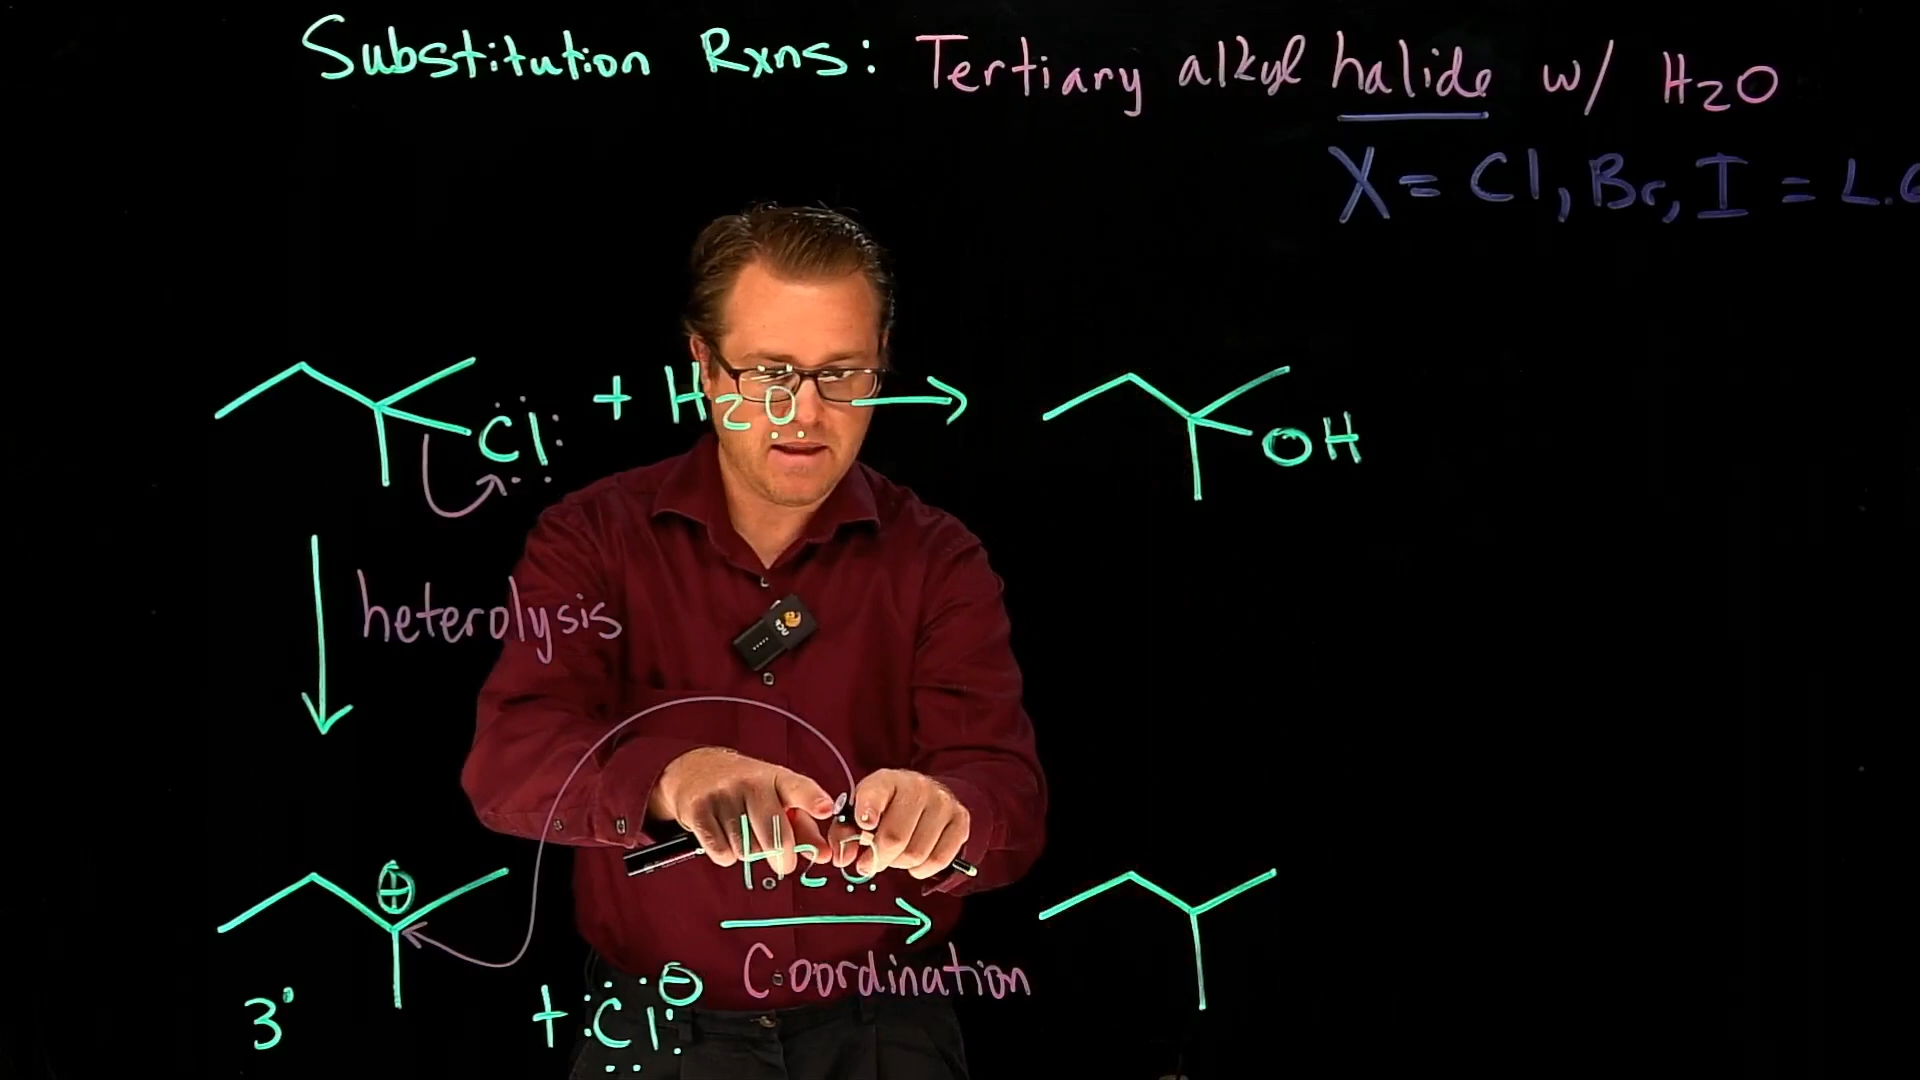 Substitution Rxns: Tertiary alkyl halide w/ H2O
X = Cl, Br, I = L.G
Cl + H2O → OH
heterolysis
H2O
⊕
Coordination
3° + Cl ⊖